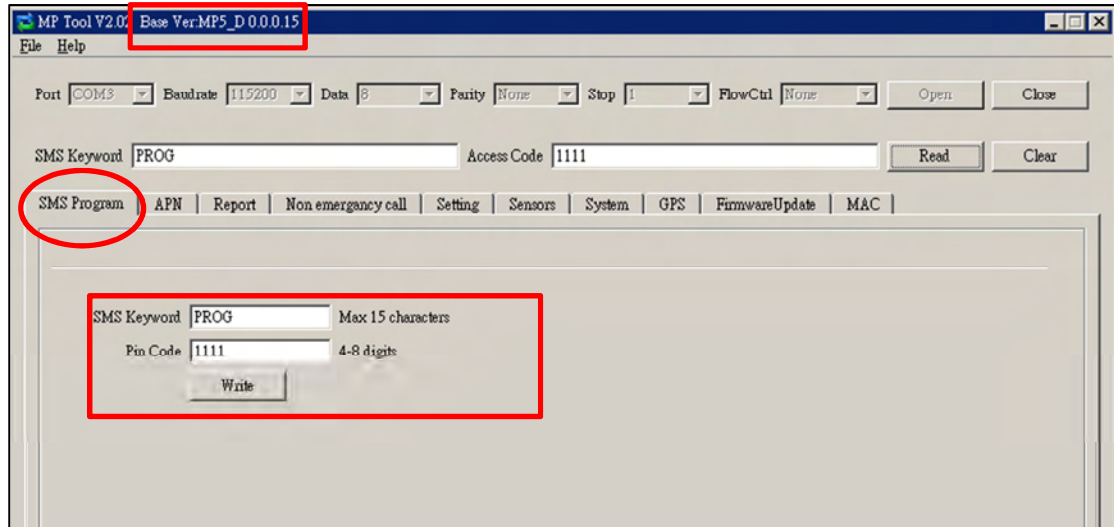 MP Tool V2.02 Base Ver:MP5_D 0.0.0.15
File Help
Port COM3 Baudrate 115200 Data 8 Parity None Stop 1 FlowCtrl None Open Close
SMS Keyword PROG Access Code 1111 Read Clear
SMS Program APN Report Non emergancy call Setting Sensors System GPS FirmwareUpdate MAC
SMS Keyword PROG Max 15 characters
Pin Code 1111 4-8 digits
Write